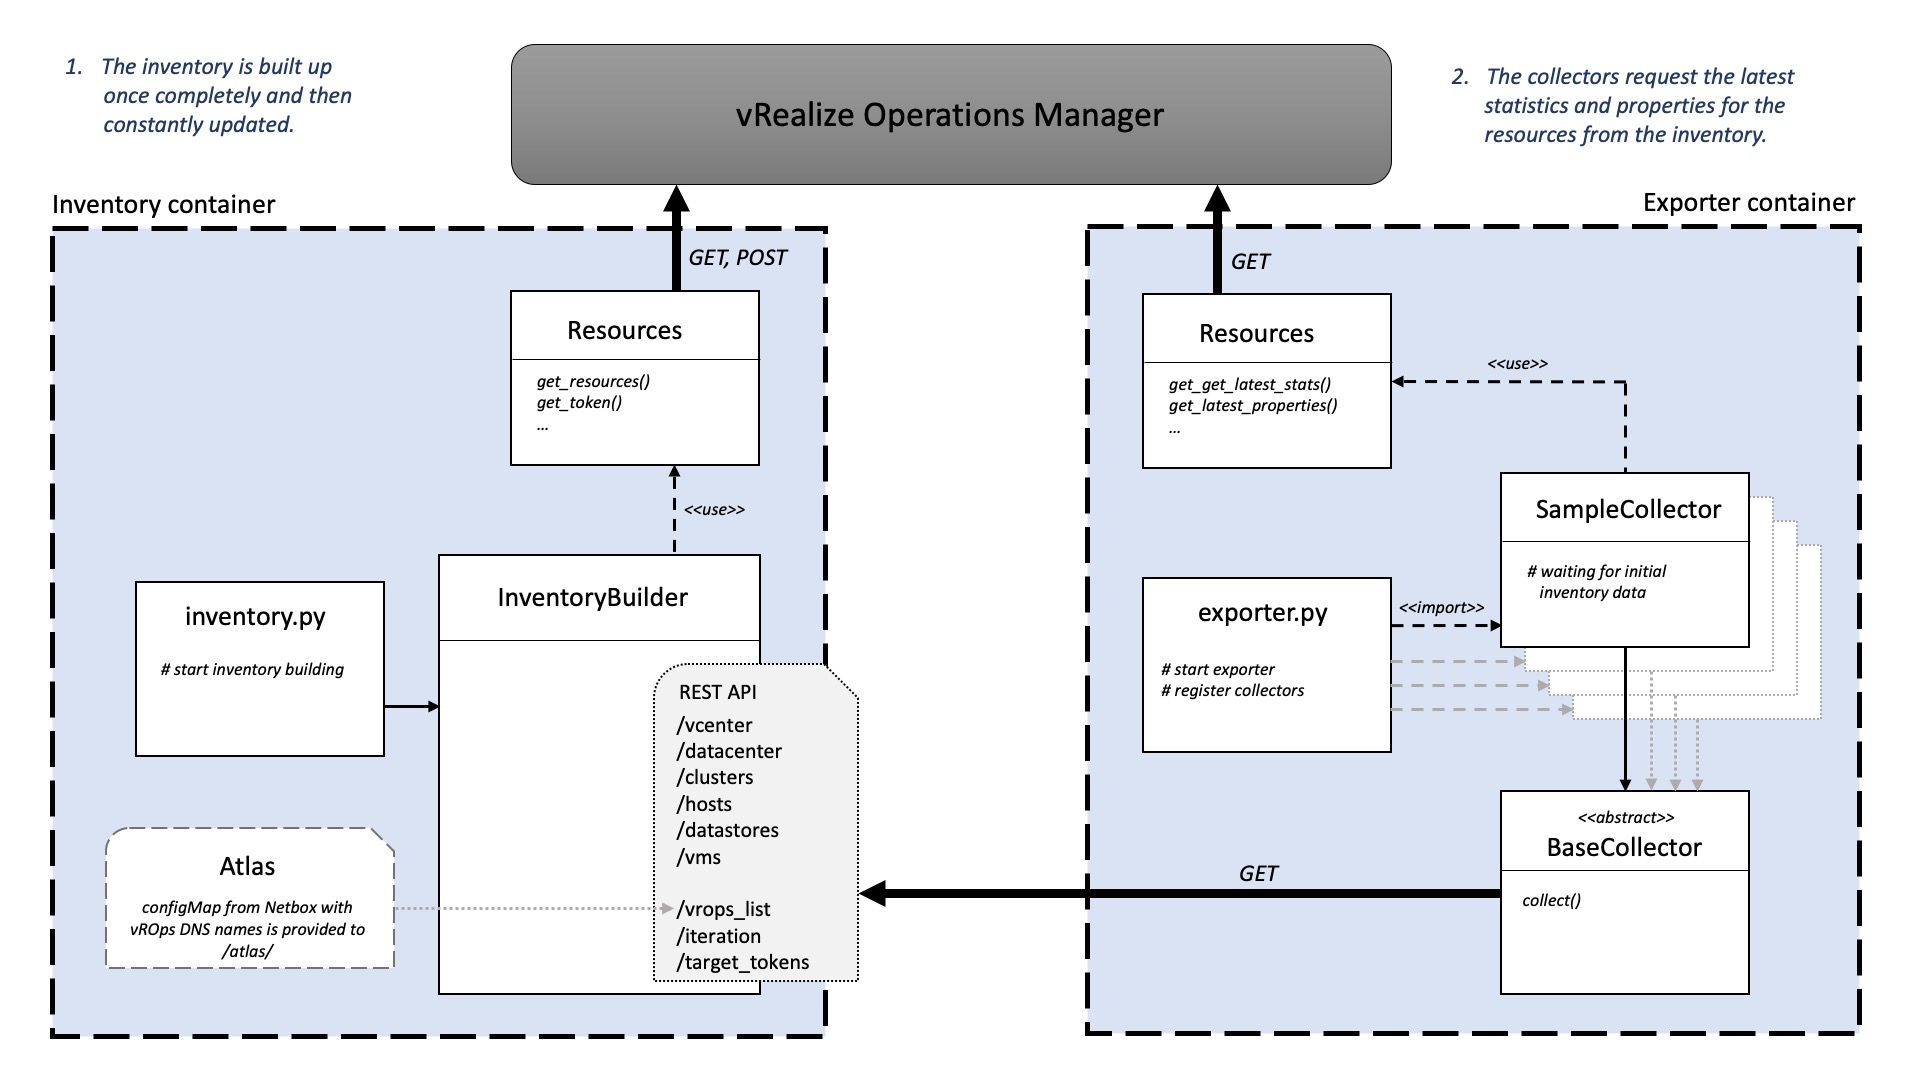 1. The inventory is built up
once completely and then
constantly updated.
vRealize Operations Manager
2. The collectors request the latest
statistics and properties for the
resources from the inventory.
Inventory container
GET, POST
Resources
get_resources()
get_token()
...
<<use>>
inventory.py
# start inventory building
InventoryBuilder
REST API
/vcenter
/datacenter
/clusters
/hosts
/datastores
/vms
/vrops_list
/iteration
/target_tokens
Atlas
configMap from Netbox with
vROps DNS names is provided to
/atlas/
Exporter container
GET
Resources
get_get_latest_stats()
get_latest_properties()
...
<<use>>
SampleCollector
# waiting for initial
inventory data
exporter.py
# start exporter
# register collectors
<<import>>
<<abstract>>
BaseCollector
collect()
GET